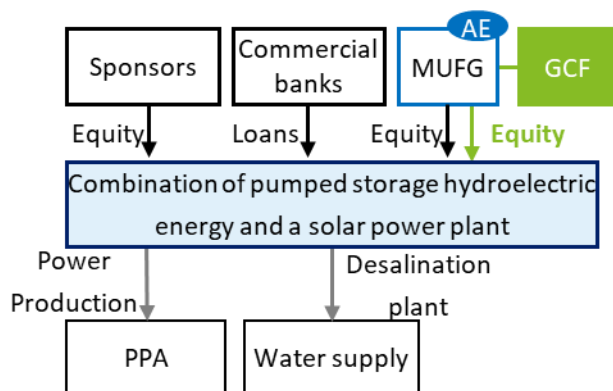 AE
Sponsors
Commercial
banks
MUFG
GCF
Equity
Loans
Equity
Equity
Combination of pumped storage hydroelectric
energy and a solar power plant
Power
Production
Desalination
plant
PPA
Water supply